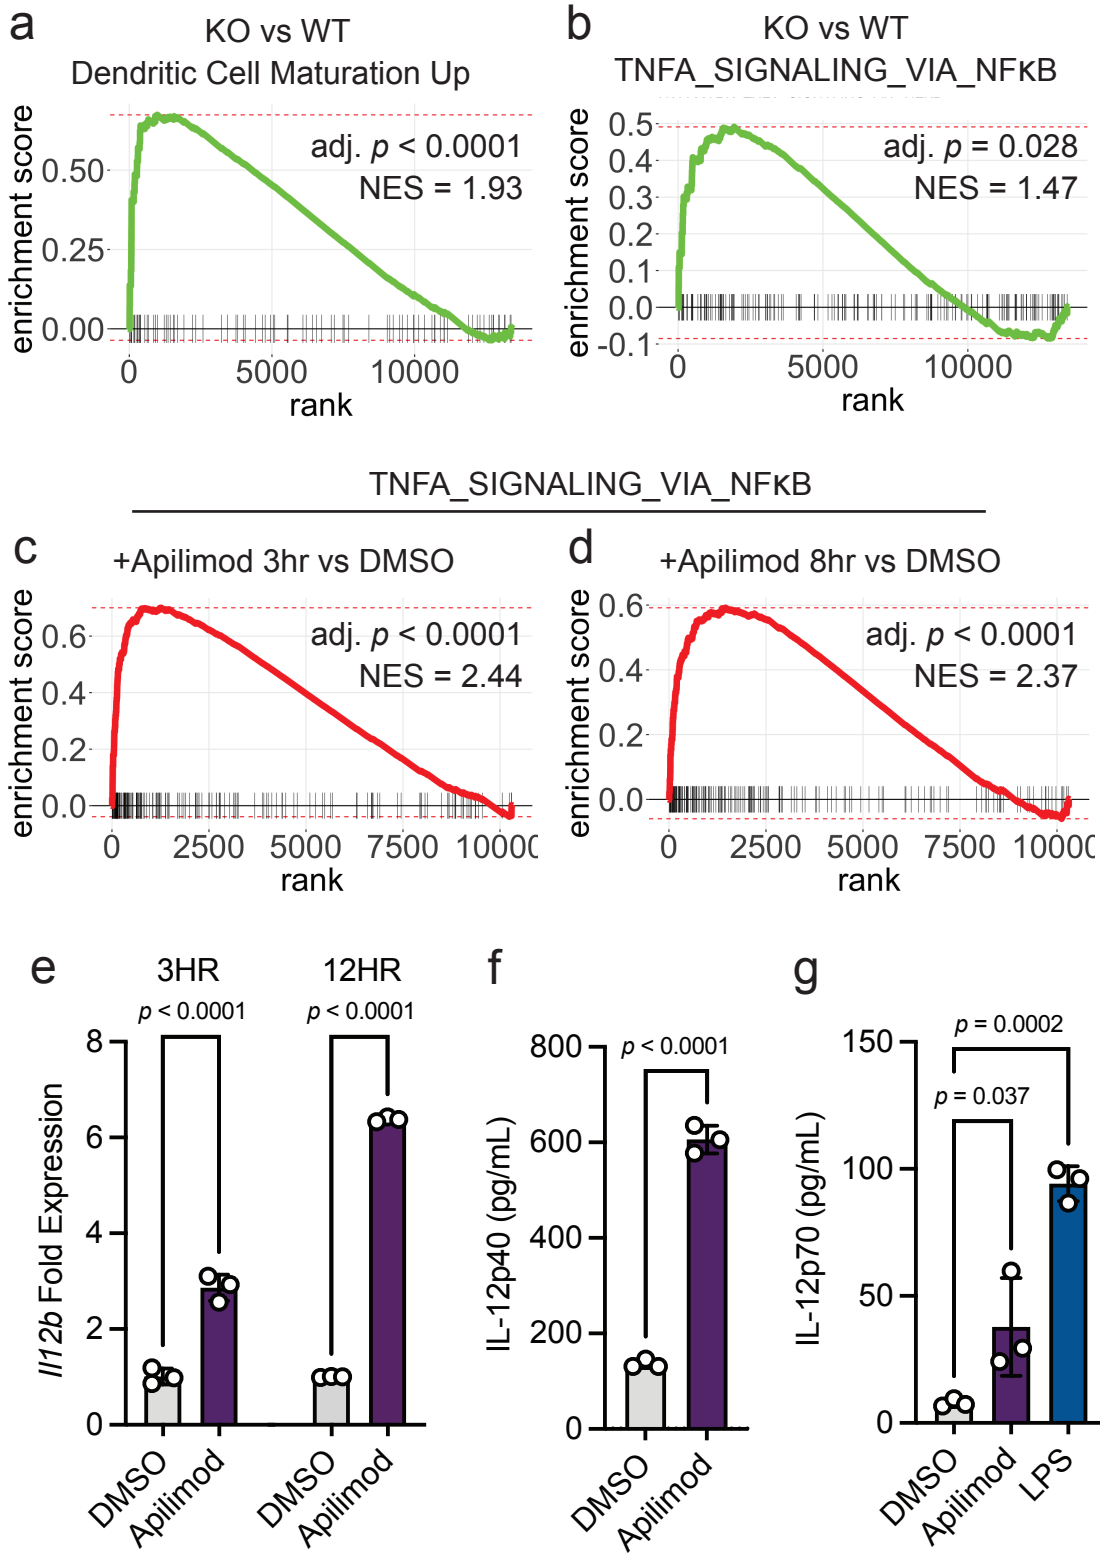 a
KO vs WT
Dendritic Cell Maturation Up
enrichment score
0.50
0.25
0.00
adj. p < 0.0001
NES = 1.93
0 5000 10000
rank
b
KO vs WT
TNFA_SIGNALING_VIA_NFκB
enrichment score
0.5
0.4
0.3
0.2
0.1
0.0
-0.1
adj. p = 0.028
NES = 1.47
0 5000 10000
rank
TNFA_SIGNALING_VIA_NFκB
c
+Apilimod 3hr vs DMSO
enrichment score
0.6
0.4
0.2
0.0
adj. p < 0.0001
NES = 2.44
0 2500 5000 7500 1000
rank
d
+Apilimod 8hr vs DMSO
enrichment score
0.6
0.4
0.2
0.0
adj. p < 0.0001
NES = 2.37
0 2500 5000 7500 1000
rank
e
3HR 12HR
p < 0.0001 p < 0.0001
Il12b Fold Expression
8
6
4
2
0
DMSO
Apilimod
DMSO
Apilimod
f
p < 0.0001
IL-12p40 (pg/mL)
800
600
400
200
0
DMSO
Apilimod
g
p = 0.0002
p = 0.037
IL-12p70 (pg/mL)
150
100
50
0
DMSO
Apilimod
LPS